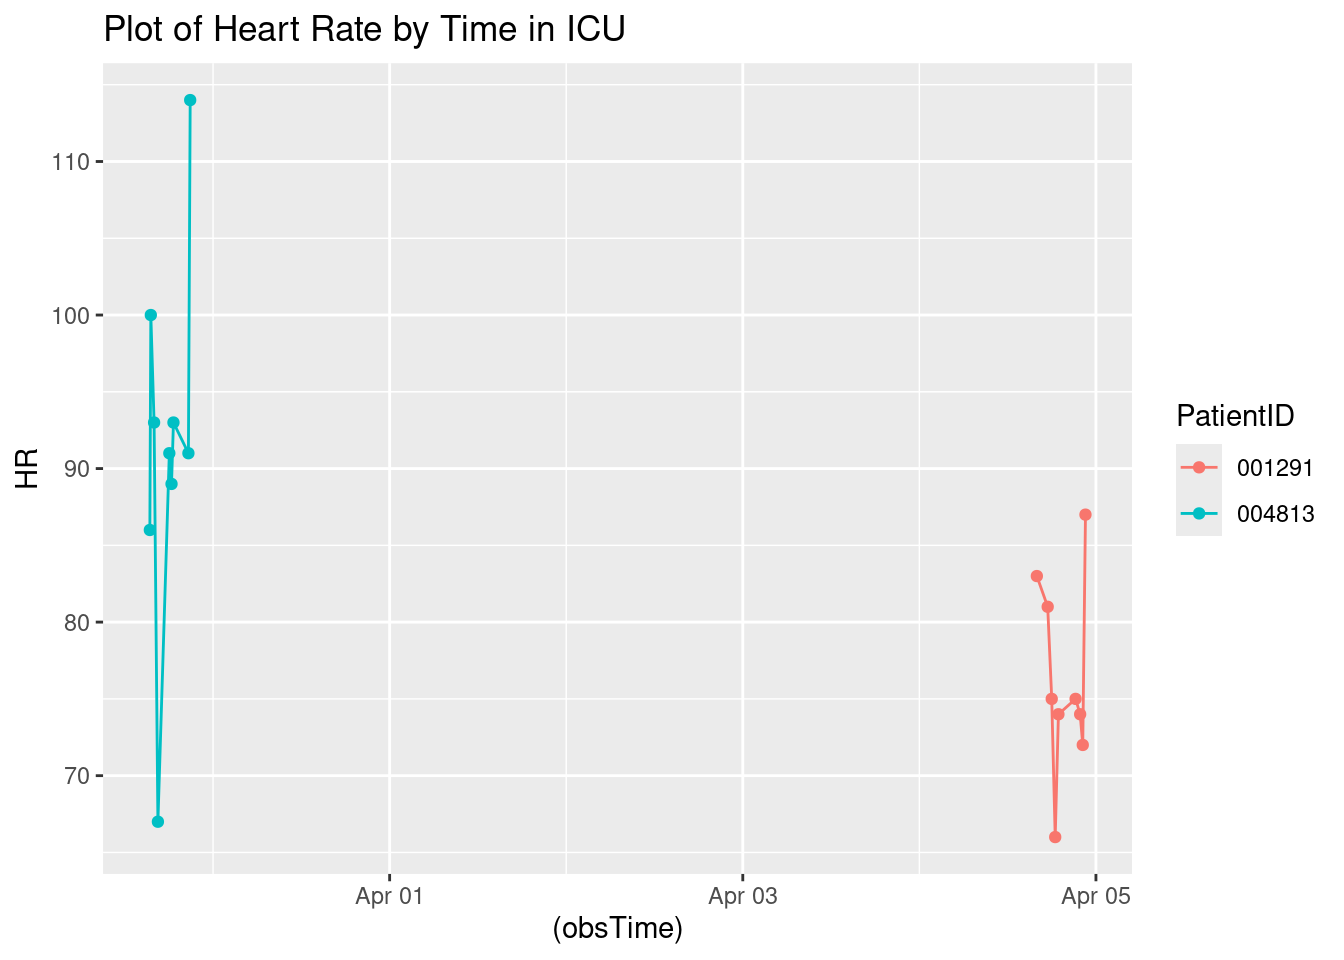 Plot of Heart Rate by Time in ICU
110
100
90
80
70
HR
Apr 01
Apr 03
Apr 05
(obsTime)
PatientID
001291
004813